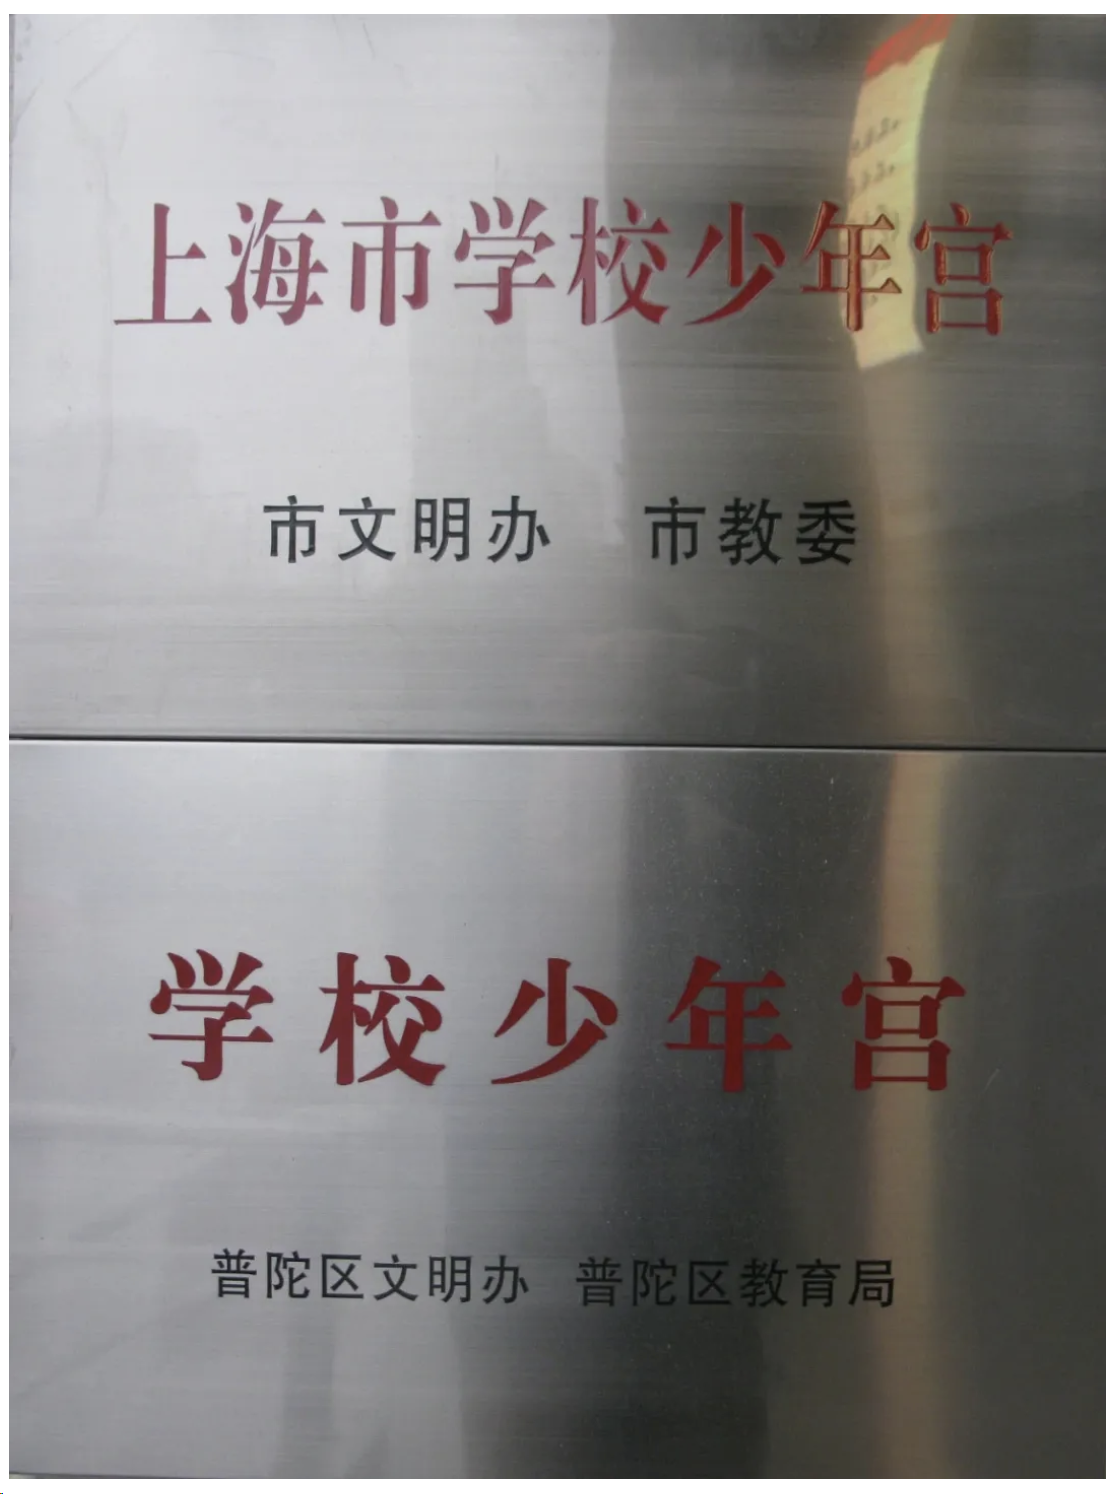 上海市学校少年宫
市文明办 市教委
学校少年宫
普陀区文明办 普陀区教育局